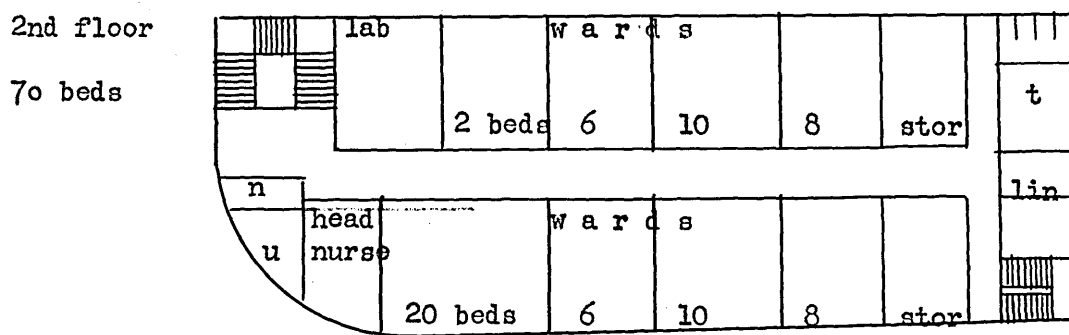 2nd floor
lab
w a r d s
70 beds
t
2 beds 6 10 8 stor
n
lin
head
nurse
w a r d s
u
20 beds 6 10 8 stor